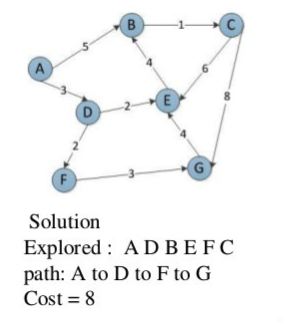 B
1
C
5
A
4
6
3
8
D
2
E
2
4
F
3
G
Solution
Explored : A D B E F C
path: A to D to F to G
Cost = 8